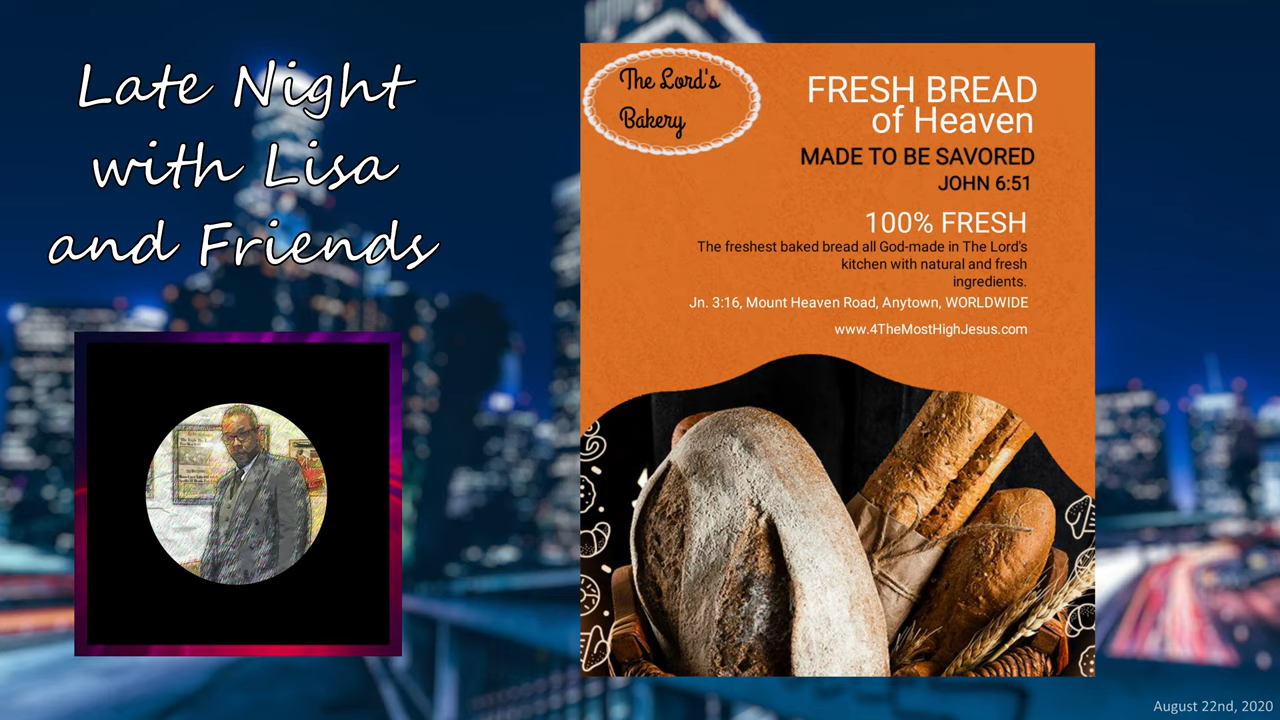 Late Night
with Lisa
and Friends
The Lord's
Bakery
FRESH BREAD
of Heaven
MADE TO BE SAVORED
JOHN 6:51
100% FRESH
The freshest baked bread all God-made in The Lord's
kitchen with natural and fresh
ingredients.
Jn. 3:16, Mount Heaven Road, Anytown, WORLDWIDE
www.4TheMostHighJesus.com
August 22nd, 2020